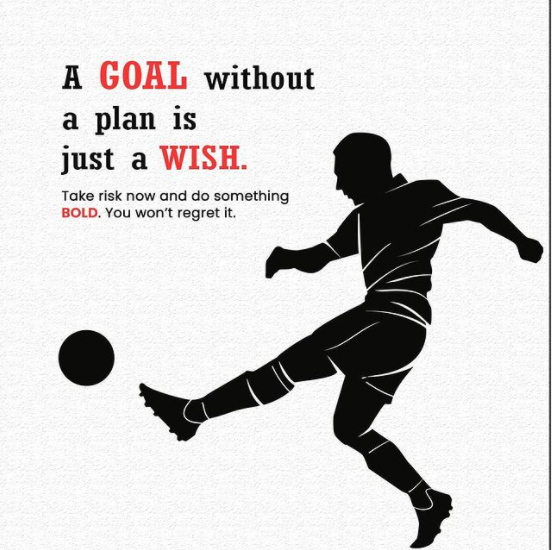 A GOAL without
a plan is
just a WISH.
Take risk now and do something
BOLD. You won't regret it.